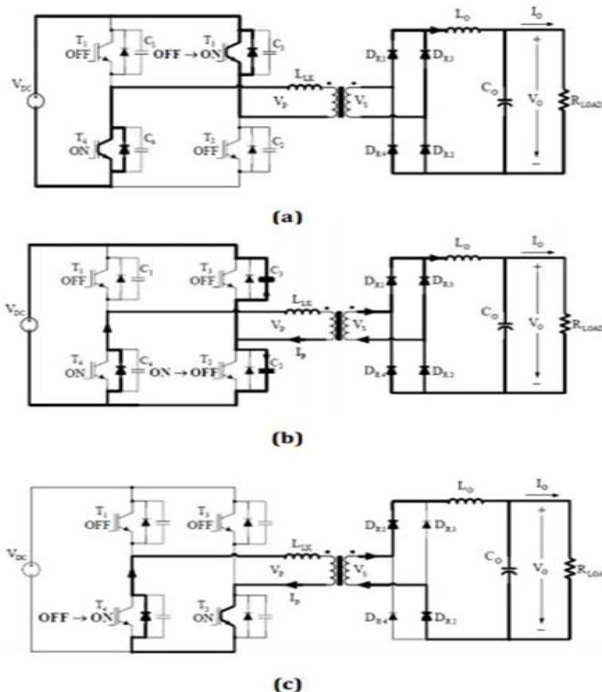 T1 OFF C1 OFF → ON T3 C3
VDC LLK VP VS
T4 ON C4 T2 OFF C2
DR1 DR3 DR4 DR2
LO IO CO + VO − RLOAD
(a)
T1 OFF C1 T3 OFF C3
VDC LLK VP VS IP
T4 ON C4 ON → OFF T2 C2
DR1 DR3 DR4 DR2
LO IO CO + VO − RLOAD
(b)
T1 OFF OFF
VDC LLK VP VS IP
OFF → ON T4 ON
DR1 DR3 DR4 DR2
LO IO CO + VO − RLOA
(c)